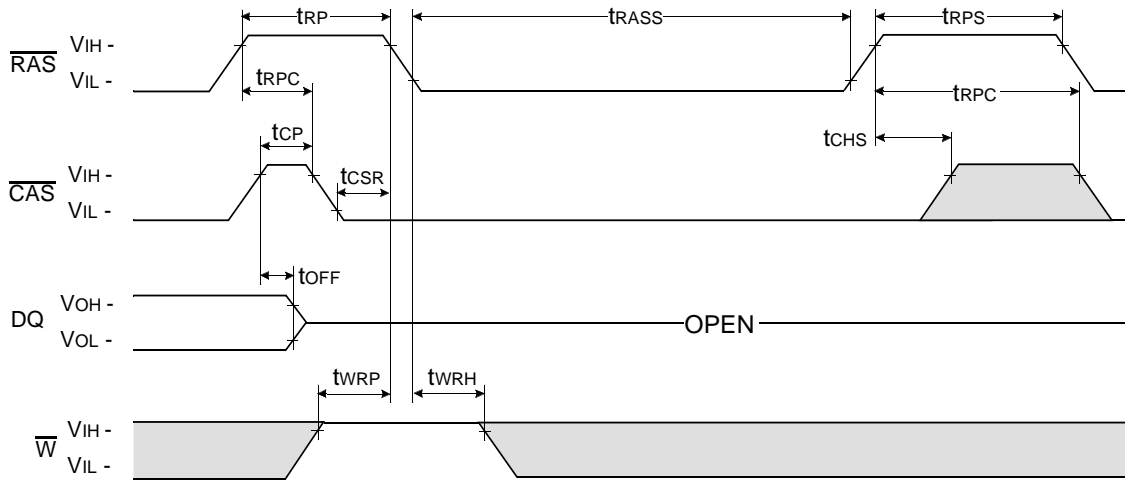 tRP
tRASS
tRPS
RAS
VIH -
VIL -
tRPC
tRPC
tCP
tCHS
CAS
VIH -
VIL -
tCSR
tOFF
DQ
VOH -
VOL -
OPEN
tWRP
tWRH
W
VIH -
VIL -